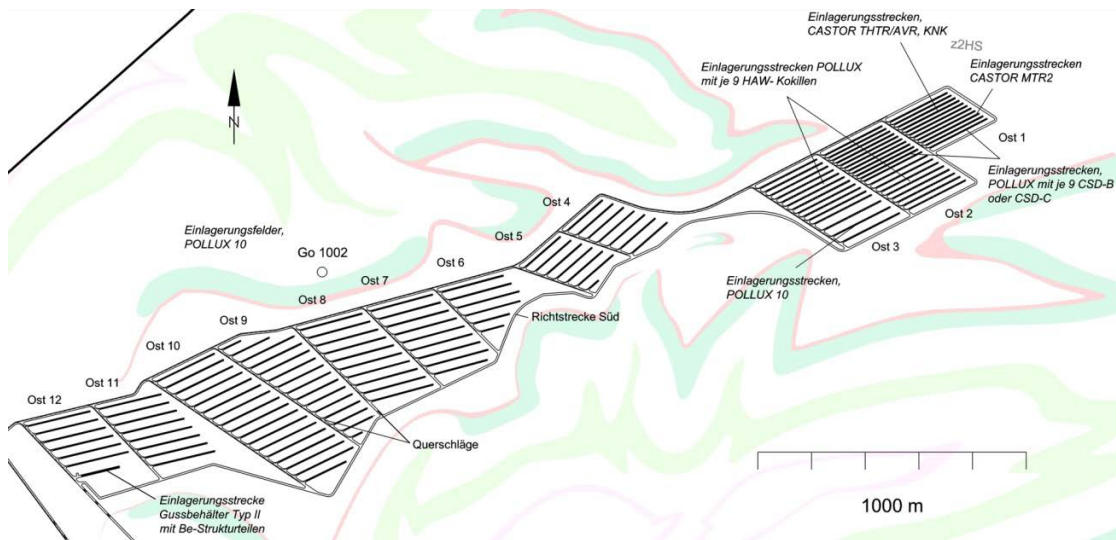 Einlagerungsstrecken,
CASTOR THTR/AVR, KNK
z2HS
Einlagerungsstrecken POLLUX
mit je 9 HAW- Kokillen
Einlagerungsstrecken
CASTOR MTR2
N
Ost 1
Einlagerungsstrecken,
POLLUX mit je 9 CSD-B
oder CSD-C
Ost 2
Ost 3
Ost 4
Ost 5
Einlagerungsfelder,
POLLUX 10
Go 1002
Ost 6
Ost 7
Ost 8
Ost 9
Ost 10
Ost 11
Ost 12
Einlagerungsstrecken,
POLLUX 10
Richtstrecke Süd
Querschläge
1000 m
Einlagerungsstrecke
Gussbehälter Typ II
mit Be-Strukturteilen